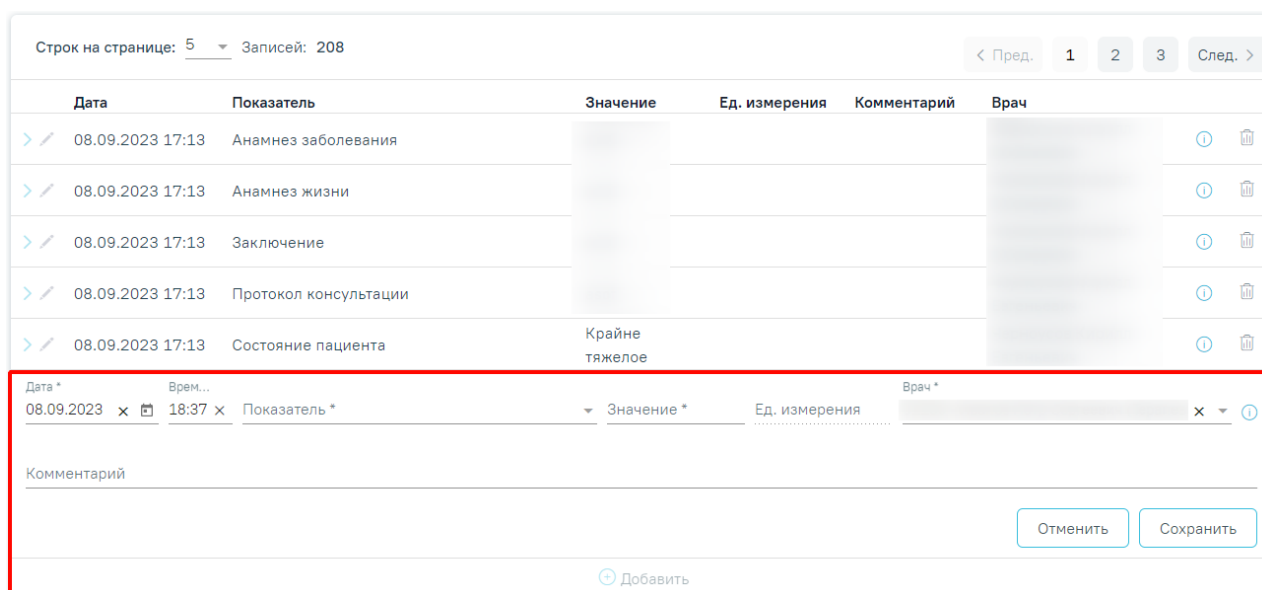 Строк на странице: 5 Записей: 208 Пред. 1 2 3 След.
Дата Показатель Значение Ед. измерения Комментарий Врач
08.09.2023 17:13 Анамнез заболевания
08.09.2023 17:13 Анамнез жизни
08.09.2023 17:13 Заключение
08.09.2023 17:13 Протокол консультации
08.09.2023 17:13 Состояние пациента Крайне
тяжелое
Дата * Врем... Врач *
08.09.2023 18:37 Показатель * Значение * Ед. измерения
Комментарий
Отменить Сохранить
Добавить